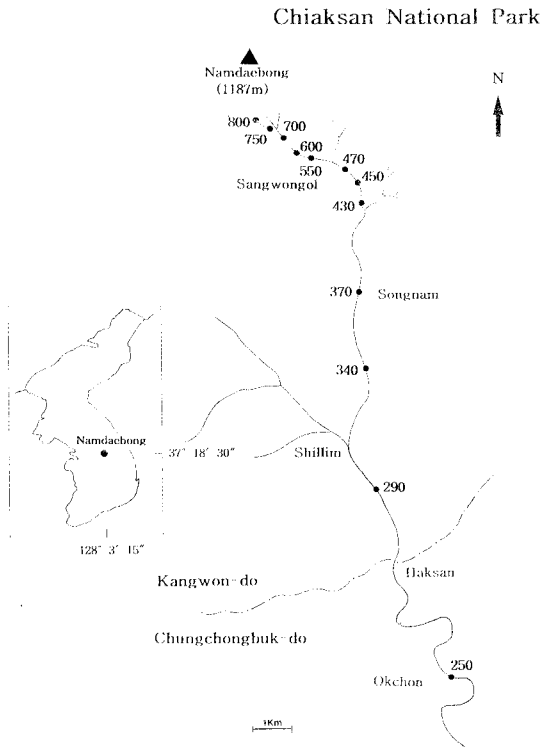 Chiaksan National Park
Namdaebong
(1187m)
N
800
700
750
600
470
550
450
Sangwongol
430
370
Songnam
340
Namdaebong
Shillim
37° 18′ 30″
290
128° 3′ 15″
Haksan
Kangwon-do
Chungchongbuk-do
250
Okchon
1Km